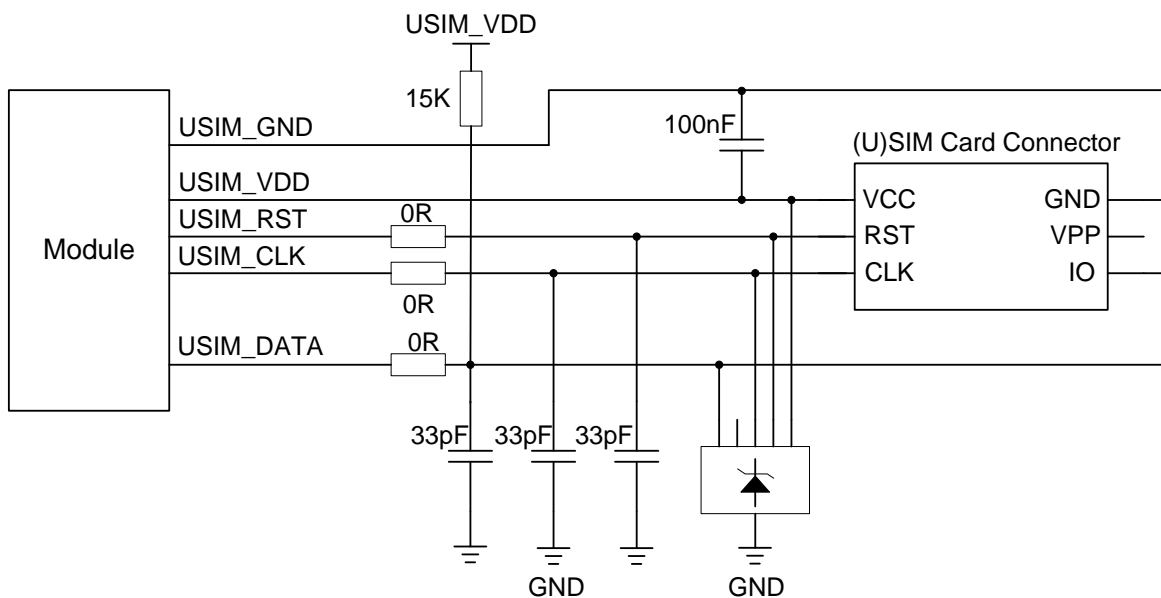 USIM_VDD
15K
100nF
USIM_GND
(U)SIM Card Connector
USIM_VDD
VCC GND
USIM_RST
0R
RST VPP
Module
USIM_CLK
0R
CLK IO
USIM_DATA
0R
33pF 33pF 33pF
GND GND